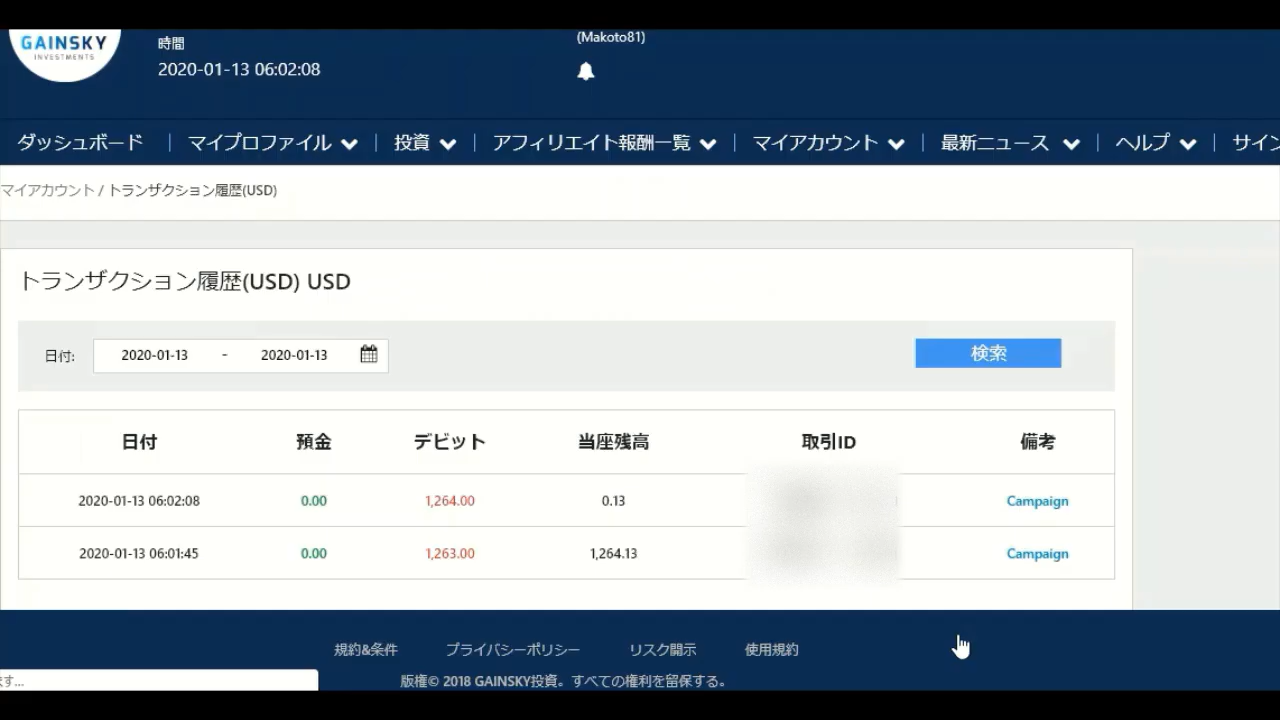 GAINSKY
INVESTMENTS
時間
2020-01-13 06:02:08
(Makoto81)
ダッシュボード | マイプロファイル | 投資 | アフィリエイト報酬一覧 | マイアカウント | 最新ニュース | ヘルプ | サイン
マイアカウント / トランザクション履歴(USD)
トランザクション履歴(USD) USD
日付: 2020-01-13 - 2020-01-13 検索
日付 預金 デビット 当座残高 取引ID 備考
2020-01-13 06:02:08 0.00 1,264.00 0.13 Campaign
2020-01-13 06:01:45 0.00 1,263.00 1,264.13 Campaign
規約&条件 プライバシーポリシー リスク開示 使用規約
ます...
版権© 2018 GAINSKY投資。すべての権利を留保する。